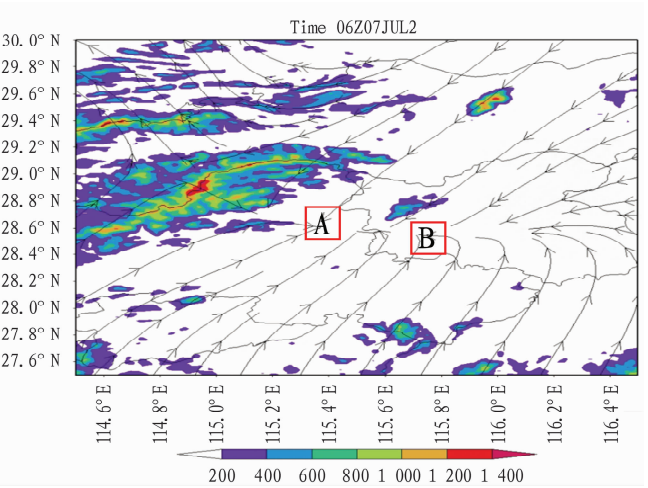 Time 06Z07JUL2
30.0° N
29.8° N
29.6° N
29.4° N
29.2° N
29.0° N
28.8° N
28.6° N
28.4° N
28.2° N
28.0° N
27.8° N
27.6° N
A
B
114.6° E
114.8° E
115.0° E
115.2° E
115.4° E
115.6° E
115.8° E
116.0° E
116.2° E
116.4° E
200 400 600 800 1 000 1 200 1 400